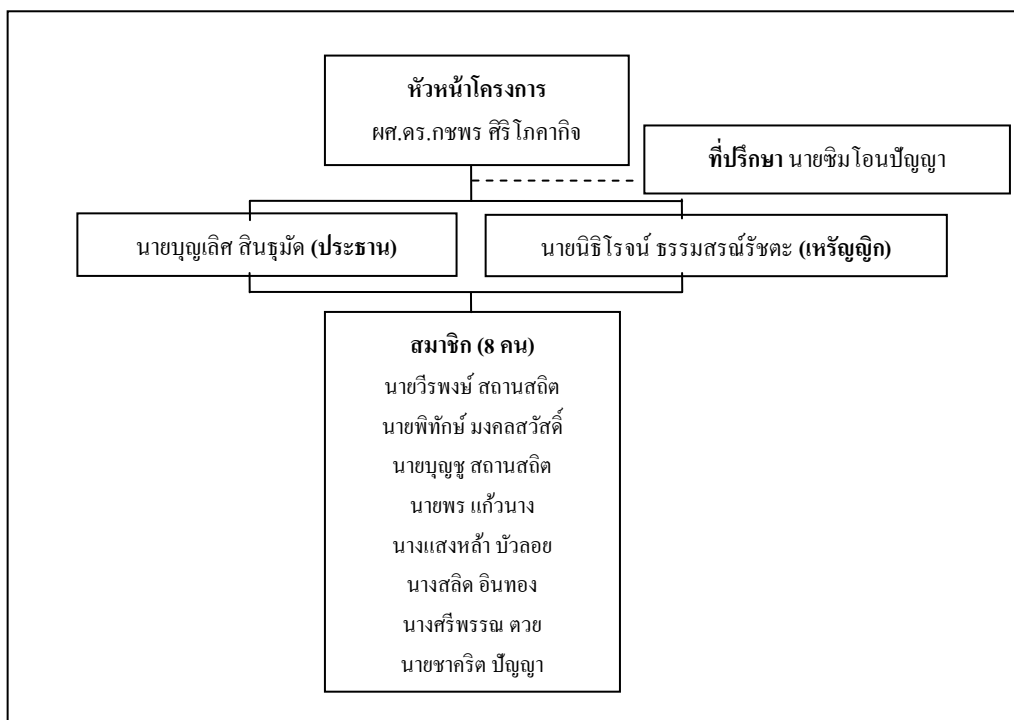 หัวหน้าโครงการ
ผศ.ดร.กชพร ศิริโภคากิจ
ที่ปรึกษา นายซิมโอนปัญญา
นายบุญเลิศ สินธุมัด (ประธาน)
นายนิธิโรจน์ ธรรมสรณ์รัชตะ (เหรัญญิก)
สมาชิก (8 คน)
นายวีรพงษ์ สถานสถิต
นายพิทักษ์ มงคลสวัสดิ์
นายบุญชู สถานสถิต
นายพร แก้วนาง
นางแสงหล้า บัวลอย
นางสลิด อินทอง
นางศรีพรรณ ตวย
นายชาคริต ปัญญา